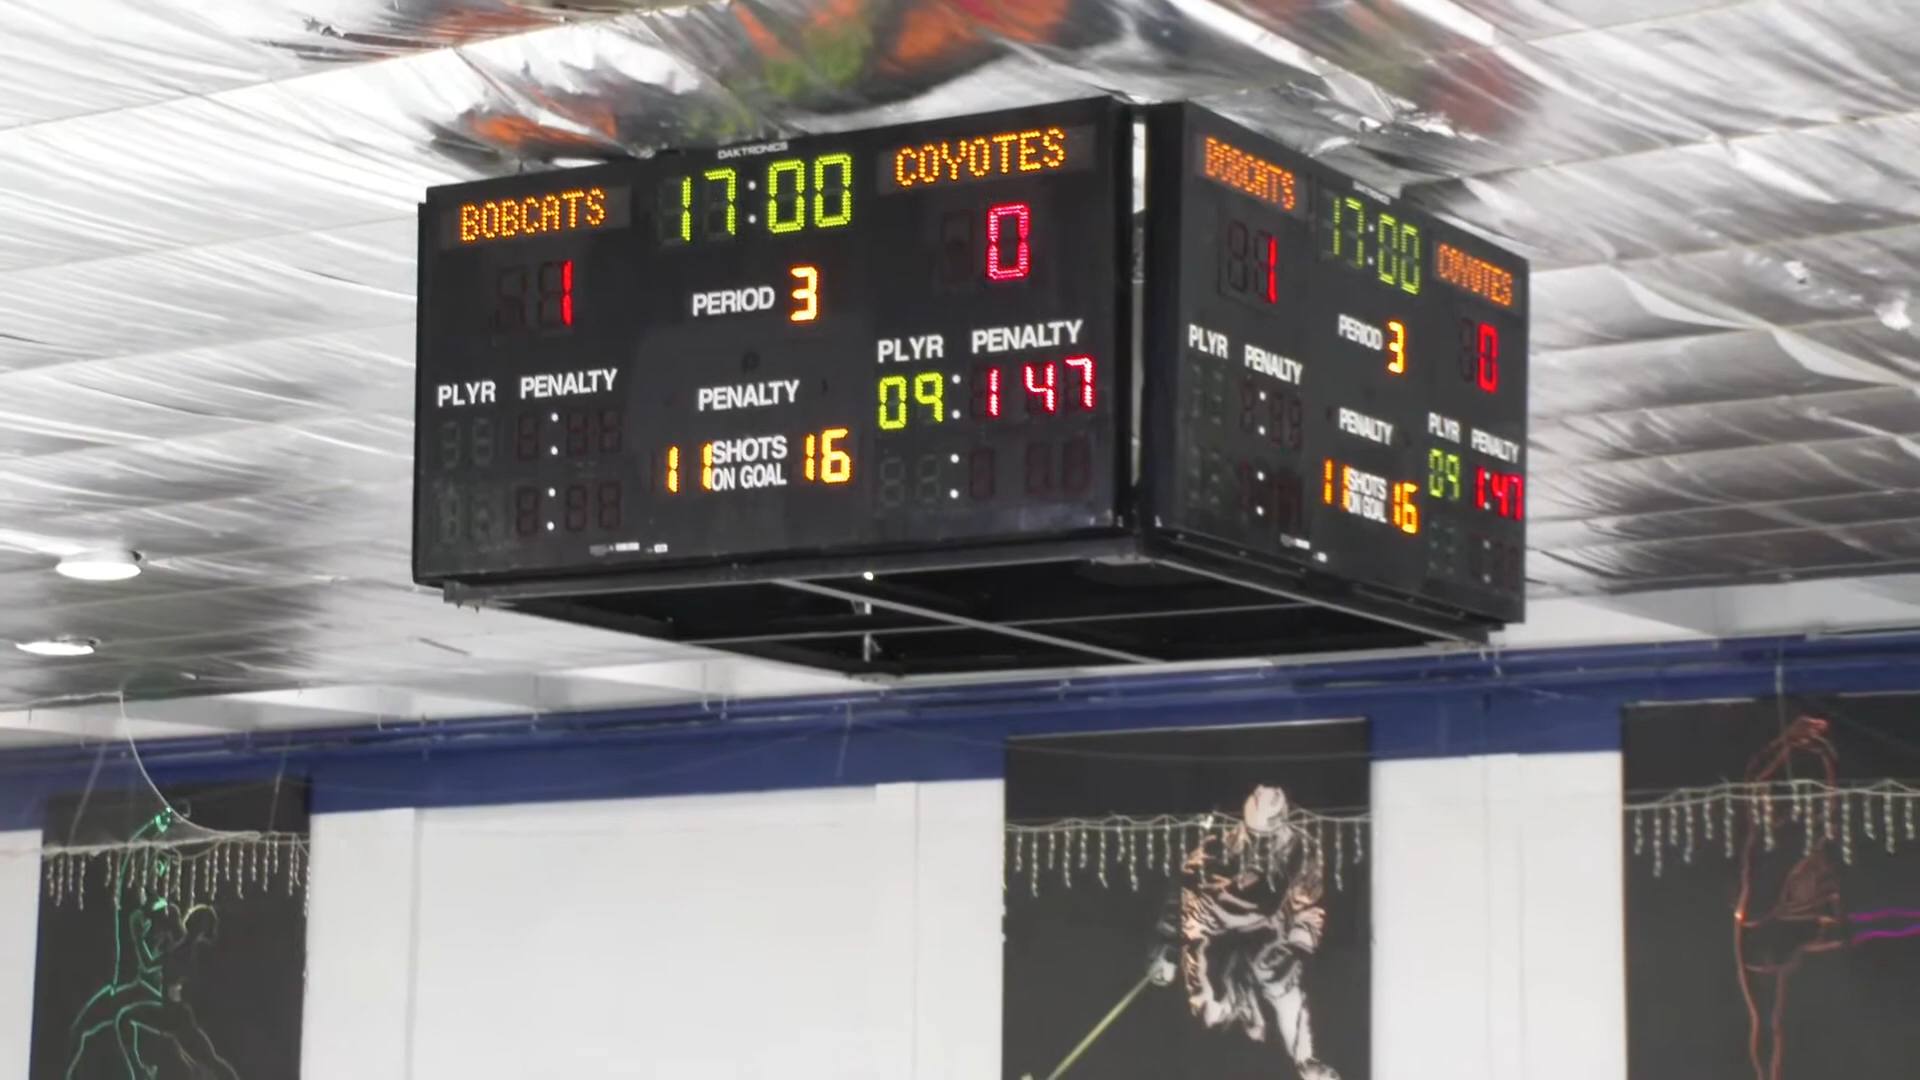 DAKTRONICS
BOBCATS 17:00 COYOTES
1 PERIOD 3 0
PLYR PENALTY PENALTY PLYR PENALTY
09 : 1 47
11 SHOTS ON GOAL 16
BOBCATS 17:00 COYOTES
1 PERIOD 3 0
PLYR PENALTY PENALTY PLYR PENALTY
09 1:47
11 SHOTS ON GOAL 16